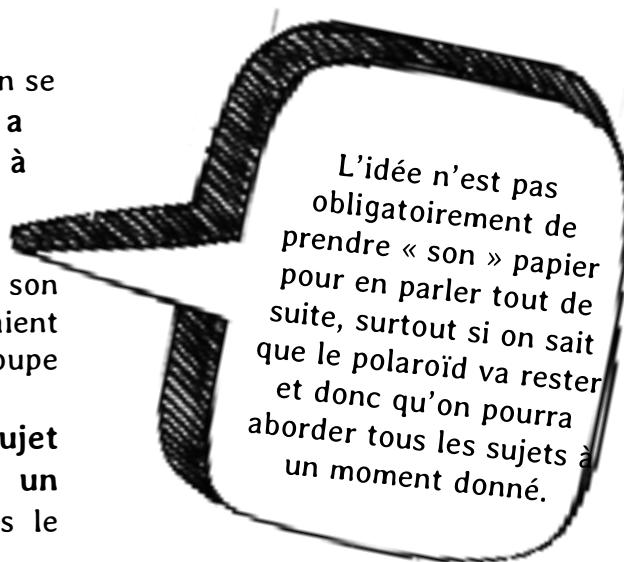 n se
a
à
son
aient
oupe
ujet
un
s le
L'idée n'est pas
obligatoirement de
prendre « son » papier
pour en parler tout de
suite, surtout si on sait
que le polaroïd va rester
et donc qu'on pourra
aborder tous les sujets à
un moment donné.